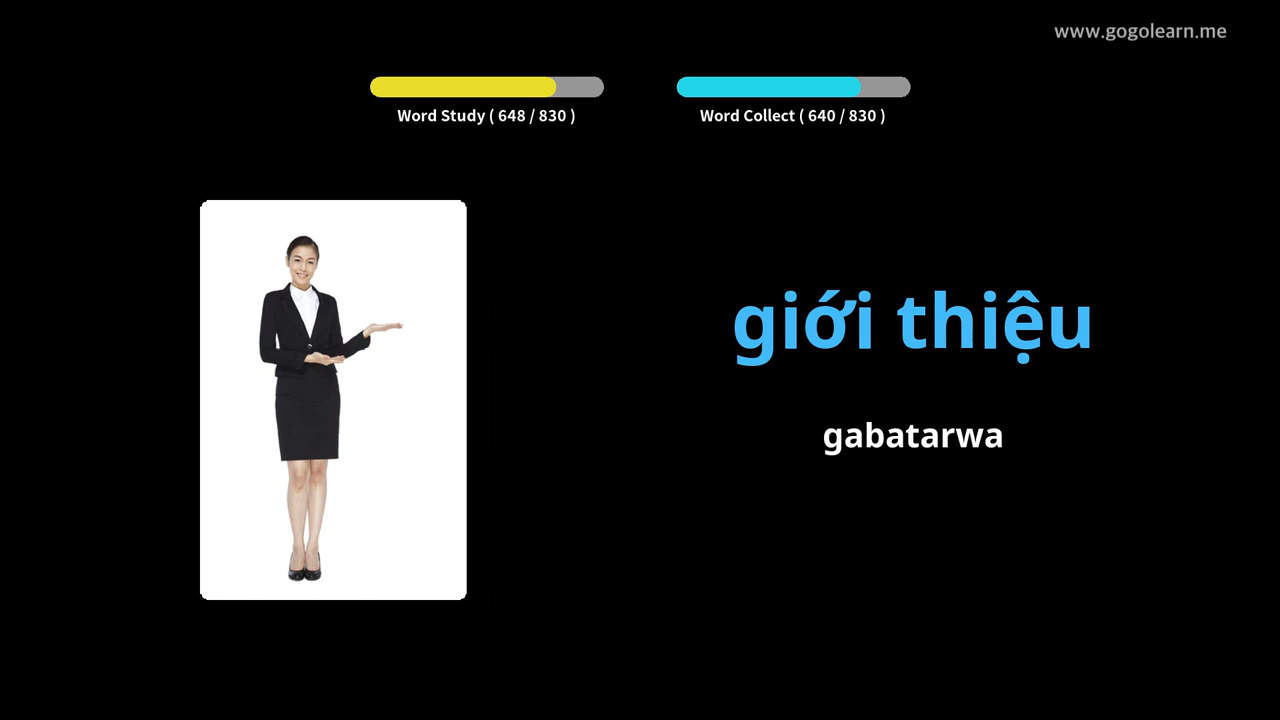 www.gogolearn.me
Word Study ( 648 / 830 )
Word Collect ( 640 / 830 )
giới thiệu
gabatarwa